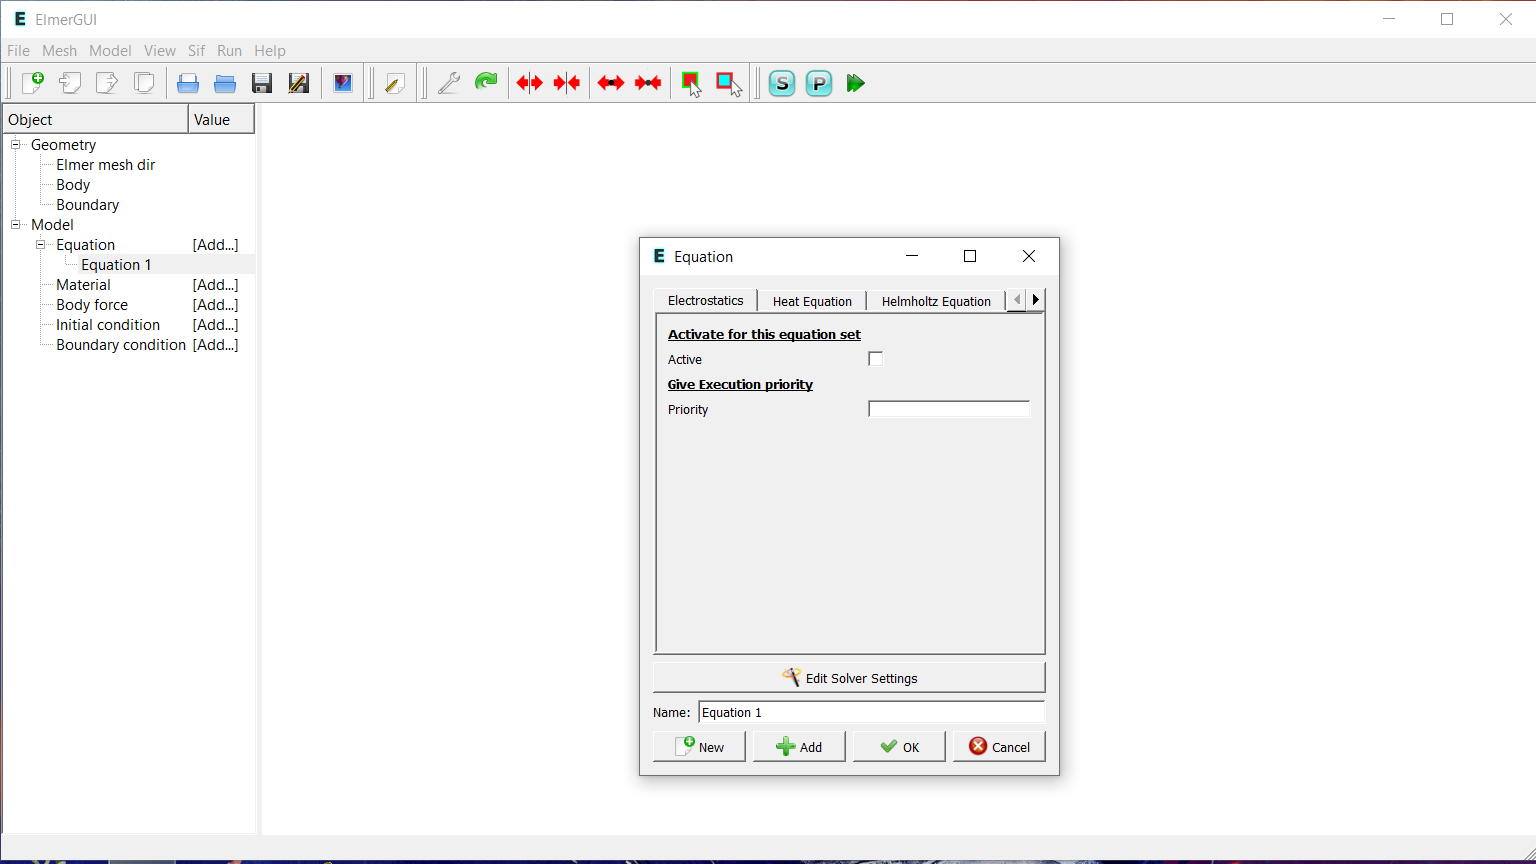 E ElmerGUI
File Mesh Model View Sif Run Help
S P
Object Value
Geometry
Elmer mesh dir
Body
Boundary
Model
Equation [Add...]
Equation 1
Material [Add...]
Body force [Add...]
Initial condition [Add...]
Boundary condition [Add...]
E Equation
Electrostatics Heat Equation Helmholtz Equation
Activate for this equation set
Active
Give Execution priority
Priority
Edit Solver Settings
Name: Equation 1
New Add OK Cancel